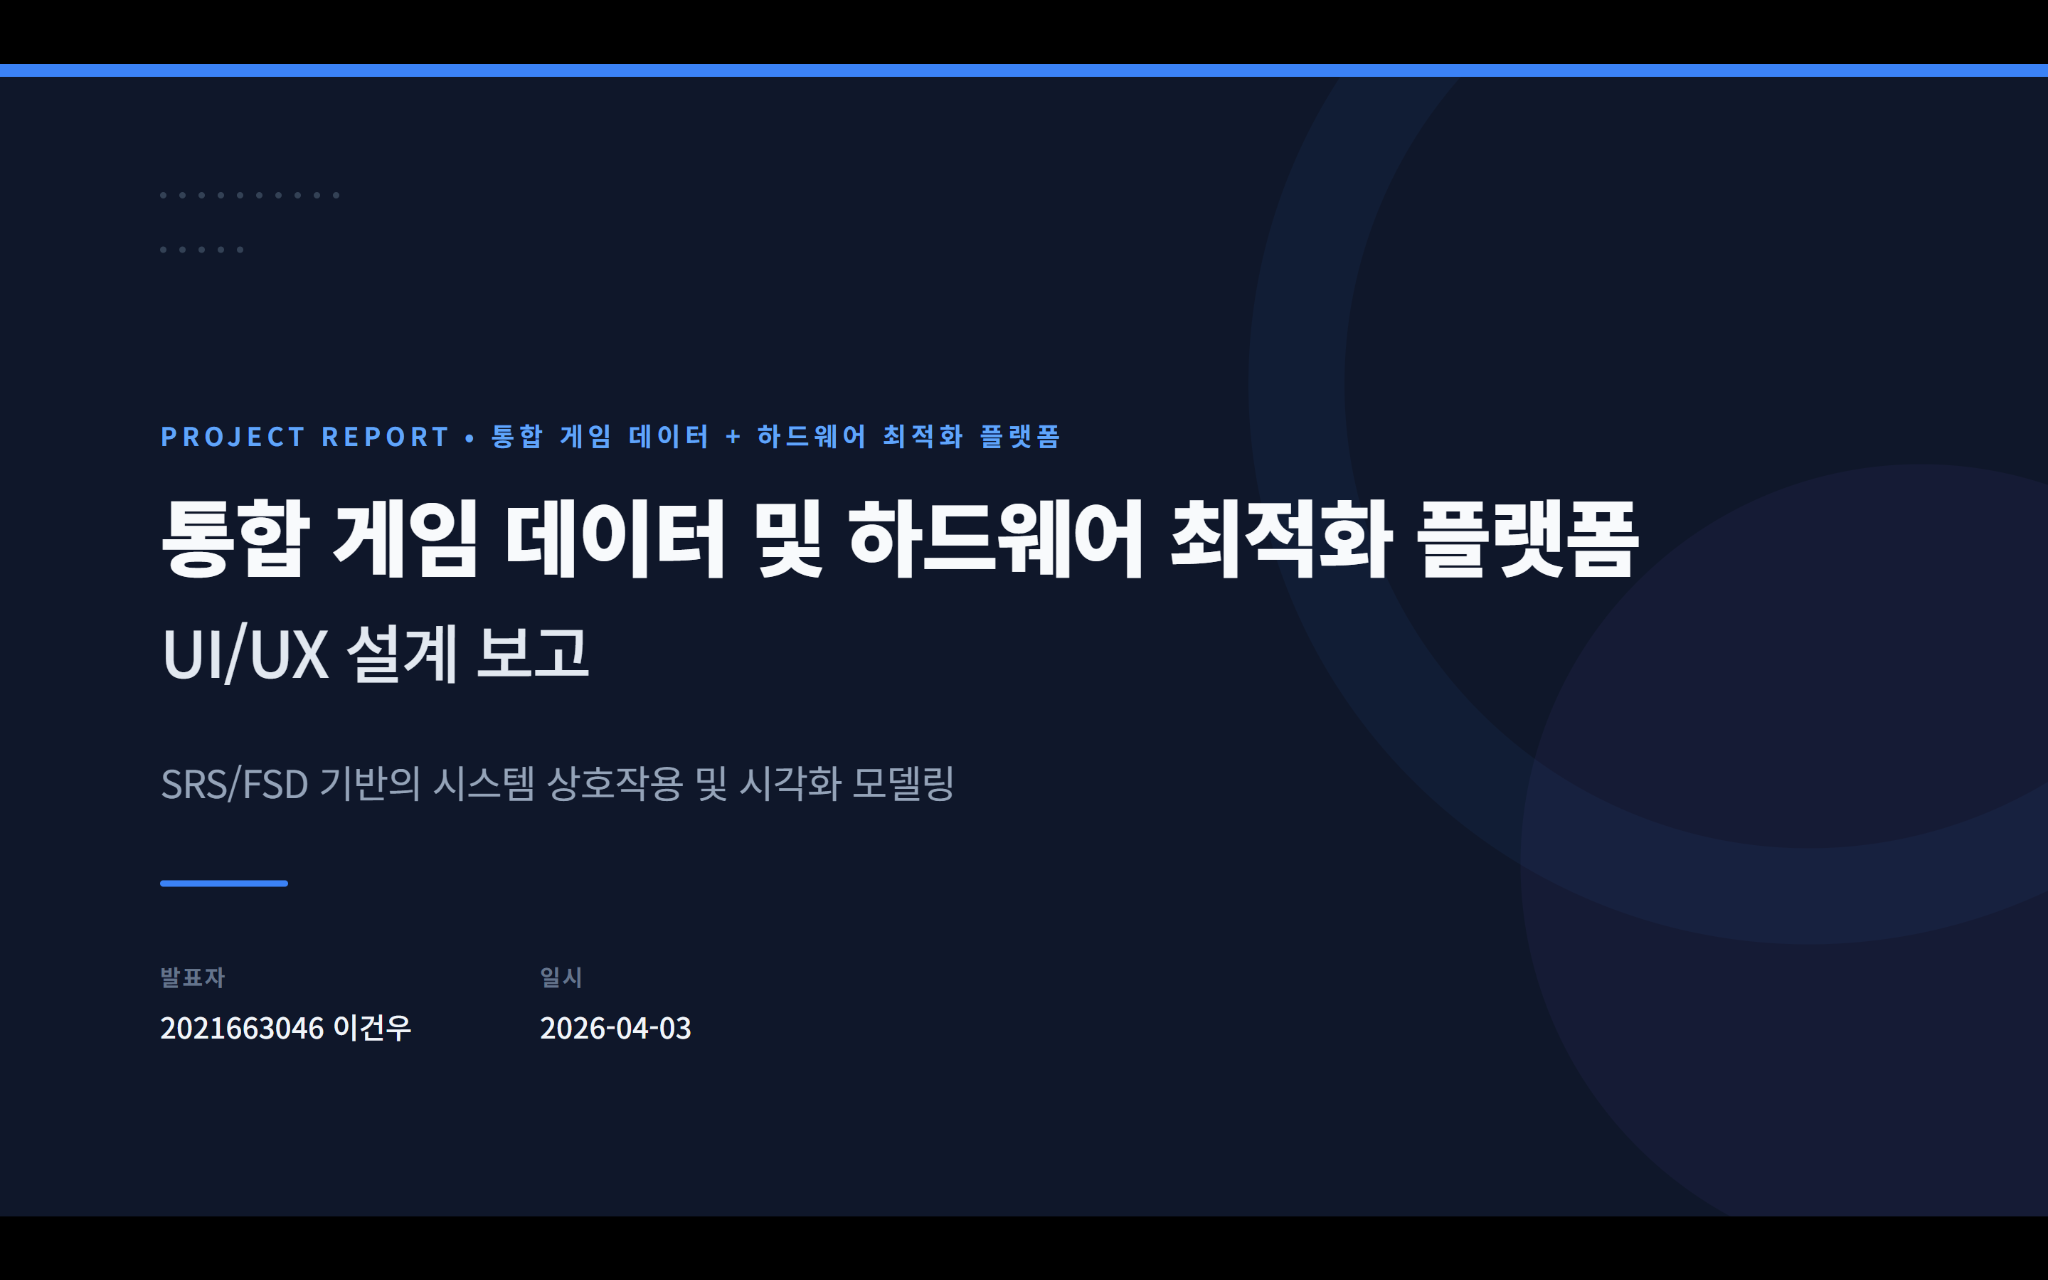 PROJECT REPORT • 통합 게임 데이터 + 하드웨어 최적화 플랫폼
통합 게임 데이터 및 하드웨어 최적화 플랫폼
UI/UX 설계 보고
SRS/FSD 기반의 시스템 상호작용 및 시각화 모델링
발표자 일시
2021663046 이건우 2026-04-03